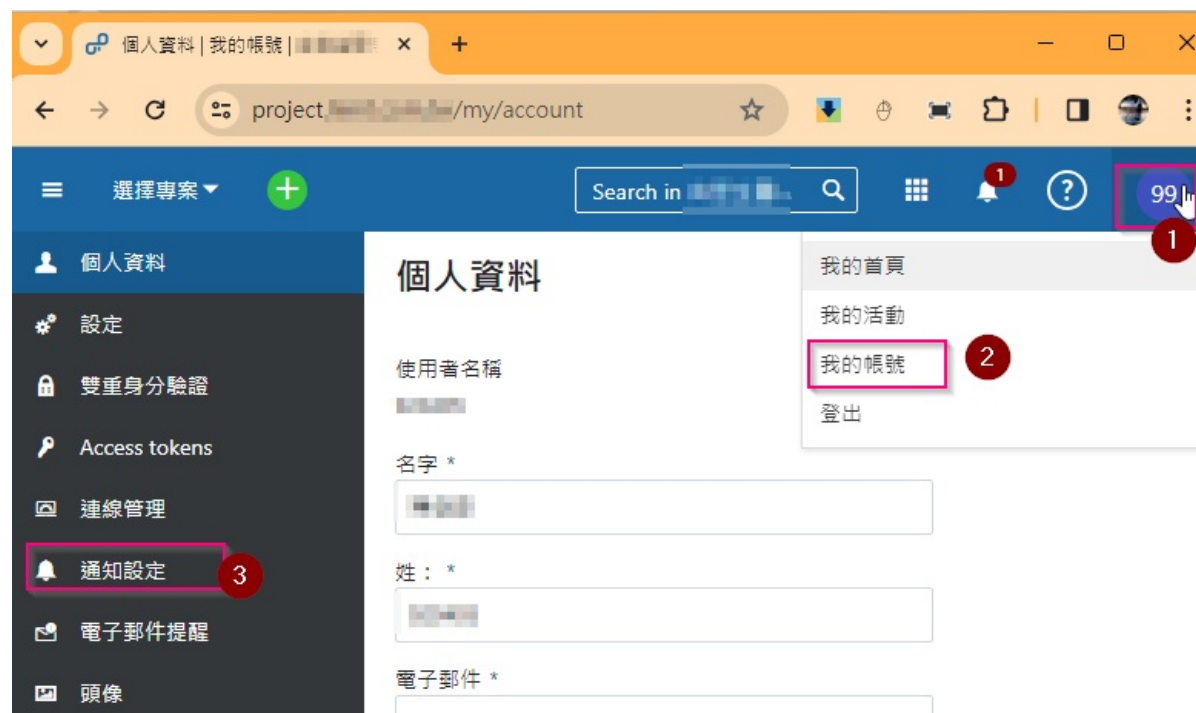 個人資料 | 我的帳號 |
project. /my/account
選擇專案
Search in
1
?
99
1
個人資料
設定
雙重身分驗證
Access tokens
連線管理
通知設定
3
電子郵件提醒
頭像
個人資料
使用者名稱
名字 *
姓： *
電子郵件 *
我的首頁
我的活動
我的帳號
2
登出